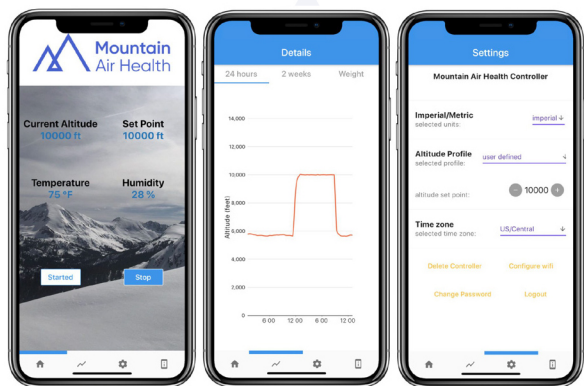 Mountain
Air Health
Current Altitude Set Point
10000 ft 10000 ft
Temperature Humidity
75 °F 28 %
Started Stop
Details
24 hours 2 weeks Weight
14,000
12,000
10,000
8,000
6,000
4,000
2,000
0
Altitude (feet)
6:00 12:00 6:00 12:00
Settings
Mountain Air Health Controller
Imperial/Metric
selected units: imperial
Altitude Profile
selected profile: user defined
altitude set point: - 10000 +
Time zone
selected time zone: US/Central
Delete Controller Configure wifi
Change Password Logout